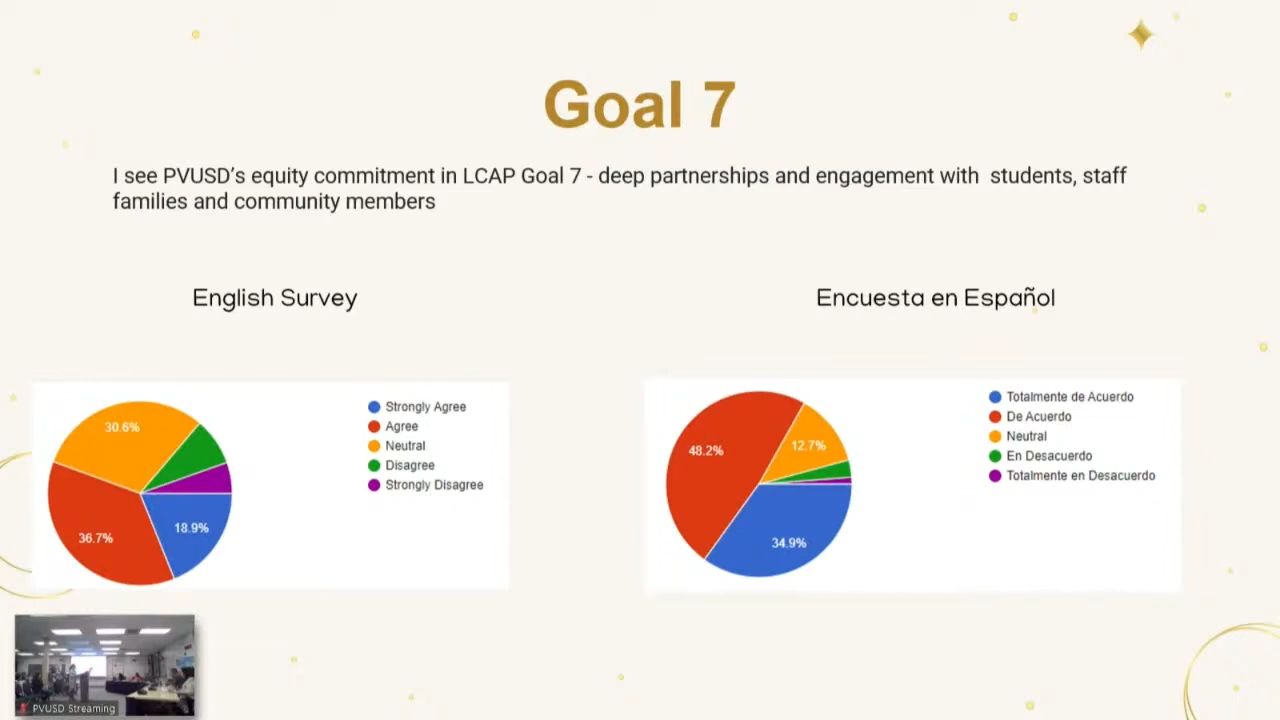 Goal 7
I see PVUSD’s equity commitment in LCAP Goal 7 - deep partnerships and engagement with students, staff
families and community members
English Survey
Encuesta en Español
30.6%
36.7%
18.9%
Strongly Agree
Agree
Neutral
Disagree
Strongly Disagree
48.2%
12.7%
34.9%
Totalmente de Acuerdo
De Acuerdo
Neutral
En Desacuerdo
Totalmente en Desacuerdo
PVUSD Streaming